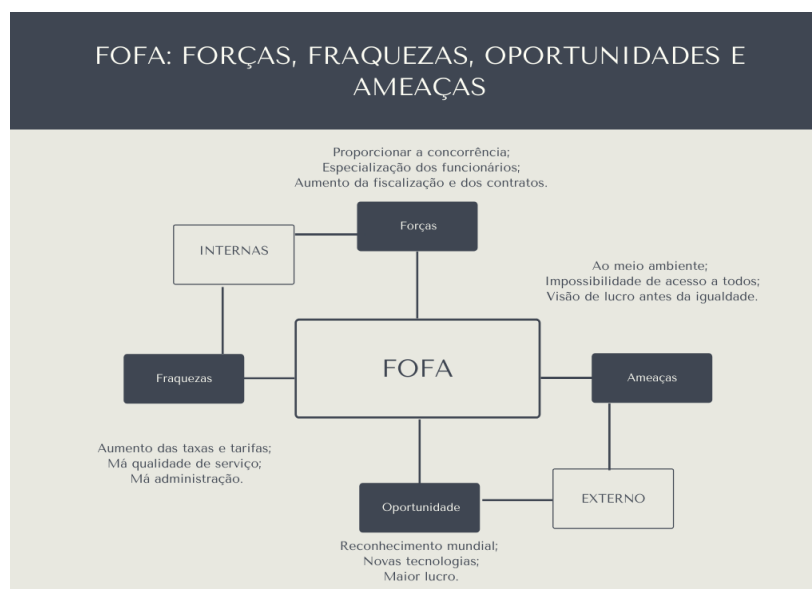 FOFA: FORÇAS, FRAQUEZAS, OPORTUNIDADES E
AMEAÇAS
Proporcionar a concorrência;
Especialização dos funcionários;
Aumento da fiscalização e dos contratos.
Forças
INTERNAS
Ao meio ambiente;
Impossibilidade de acesso a todos;
Visão de lucro antes da igualdade.
FOFA
Fraquezas
Ameaças
Aumento das taxas e tarifas;
Má qualidade de serviço;
Má administração.
Oportunidade
EXTERNO
Reconhecimento mundial;
Novas tecnologias;
Maior lucro.